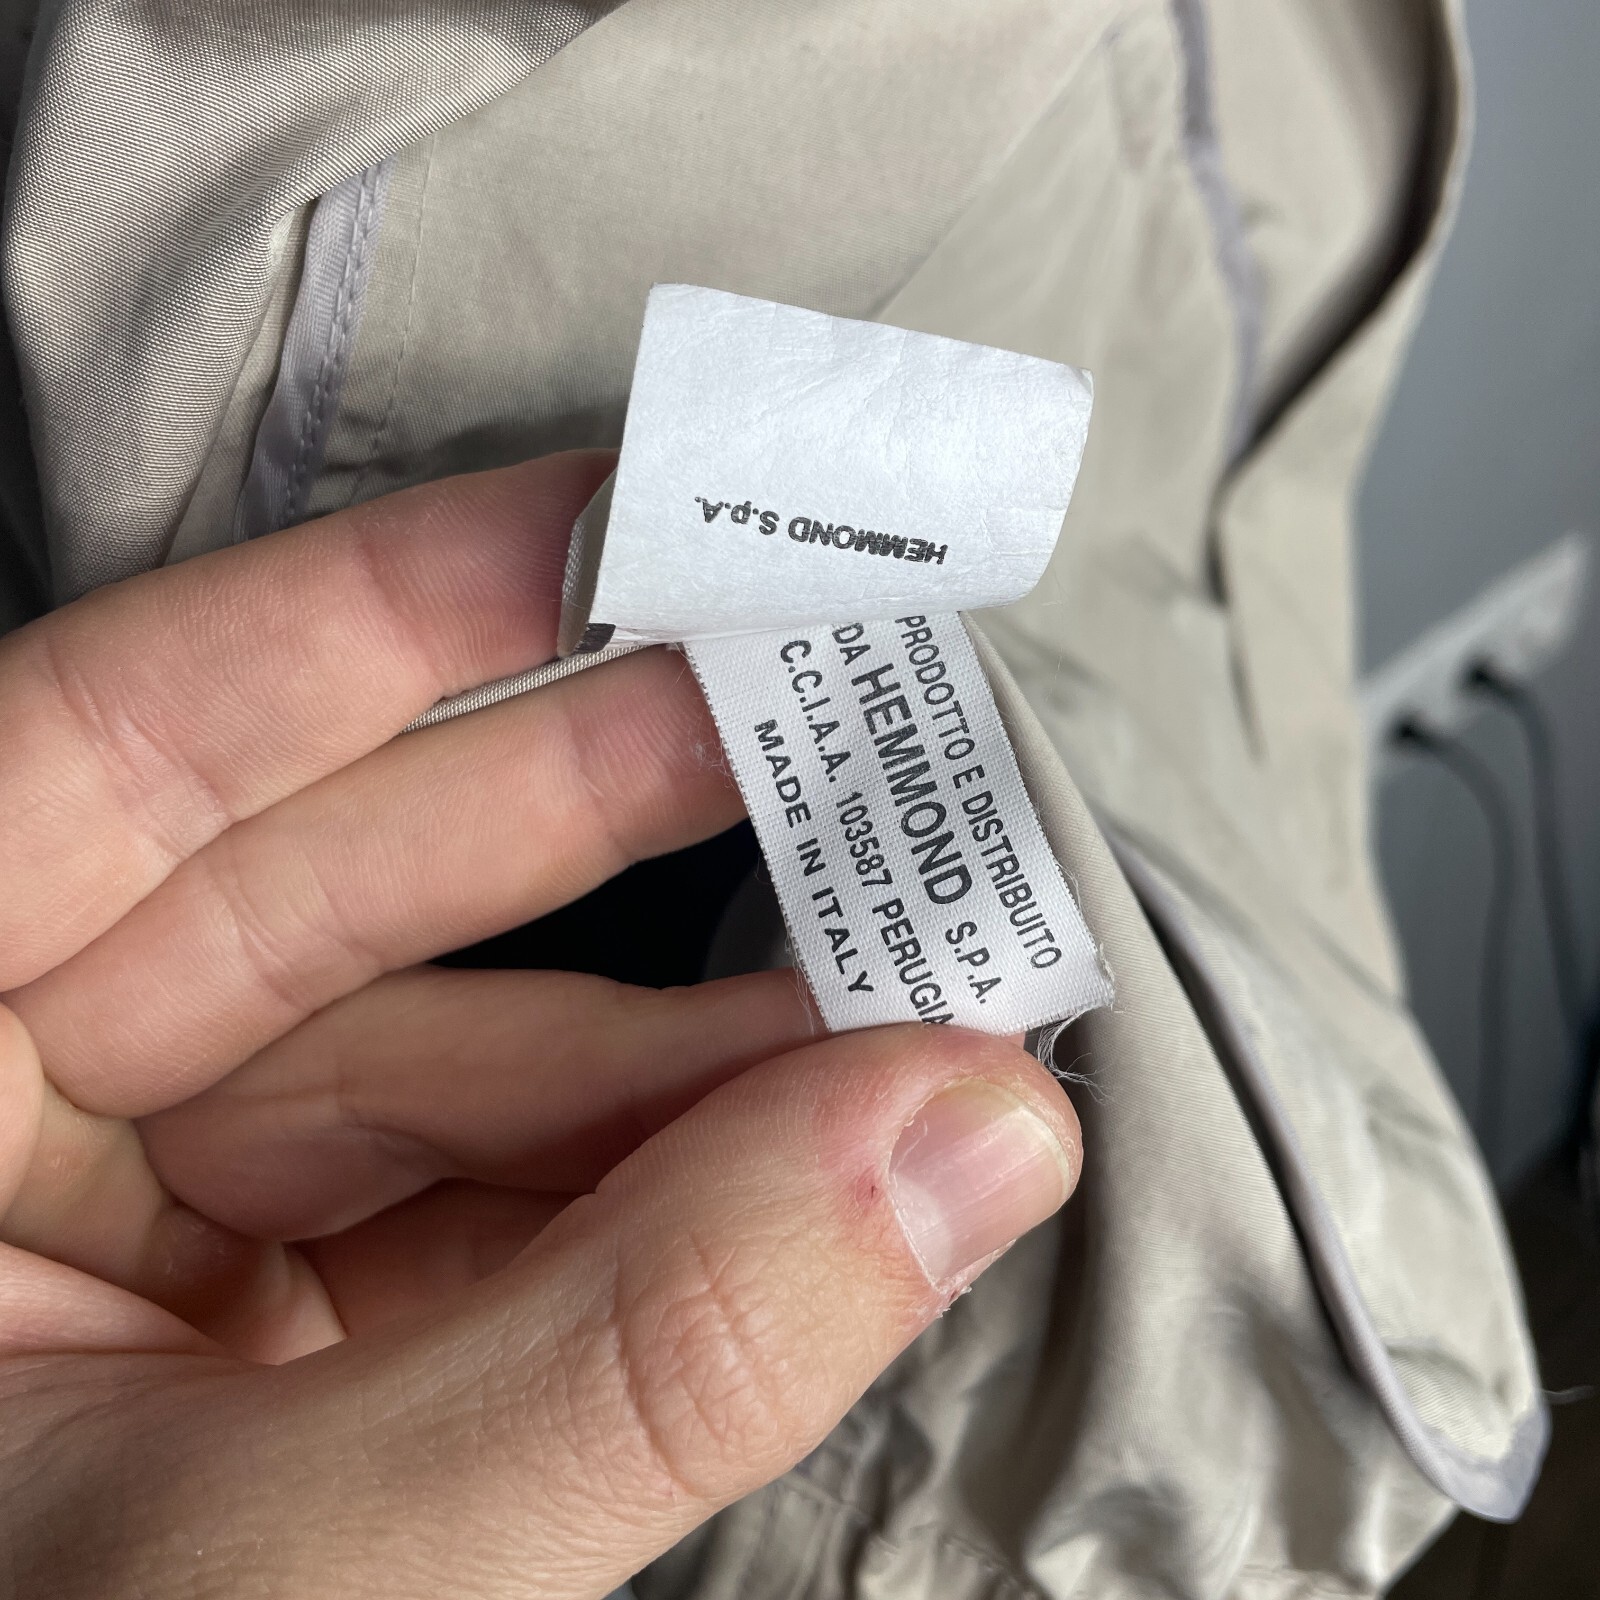 HEMMOND S.p.A.
PRODOTTO E DISTRIBUITO
DA HEMMOND S.P.A.
C.C.I.A.A. 103587 PERUGIA
MADE IN ITALY